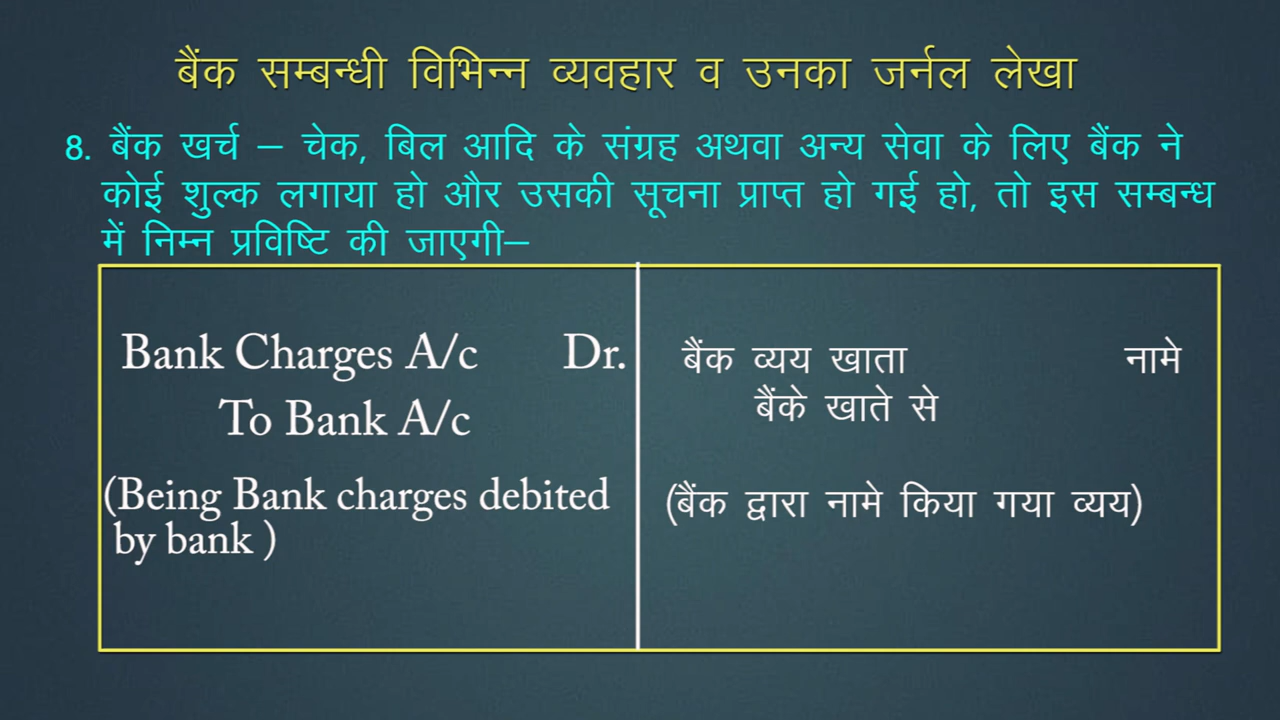 बैंक सम्बन्धी विभिन्न व्यवहार व उनका जर्नल लेखा
8. बैंक खर्च – चेक, बिल आदि के संग्रह अथवा अन्य सेवा के लिए बैंक ने
कोई शुल्क लगाया हो और उसकी सूचना प्राप्त हो गई हो, तो इस सम्बन्ध
में निम्न प्रविष्टि की जाएगी–
Bank Charges A/c Dr.
To Bank A/c
(Being Bank charges debited
by bank )
बैंक व्यय खाता नामे
बैंके खाते से
(बैंक द्वारा नामे किया गया व्यय)